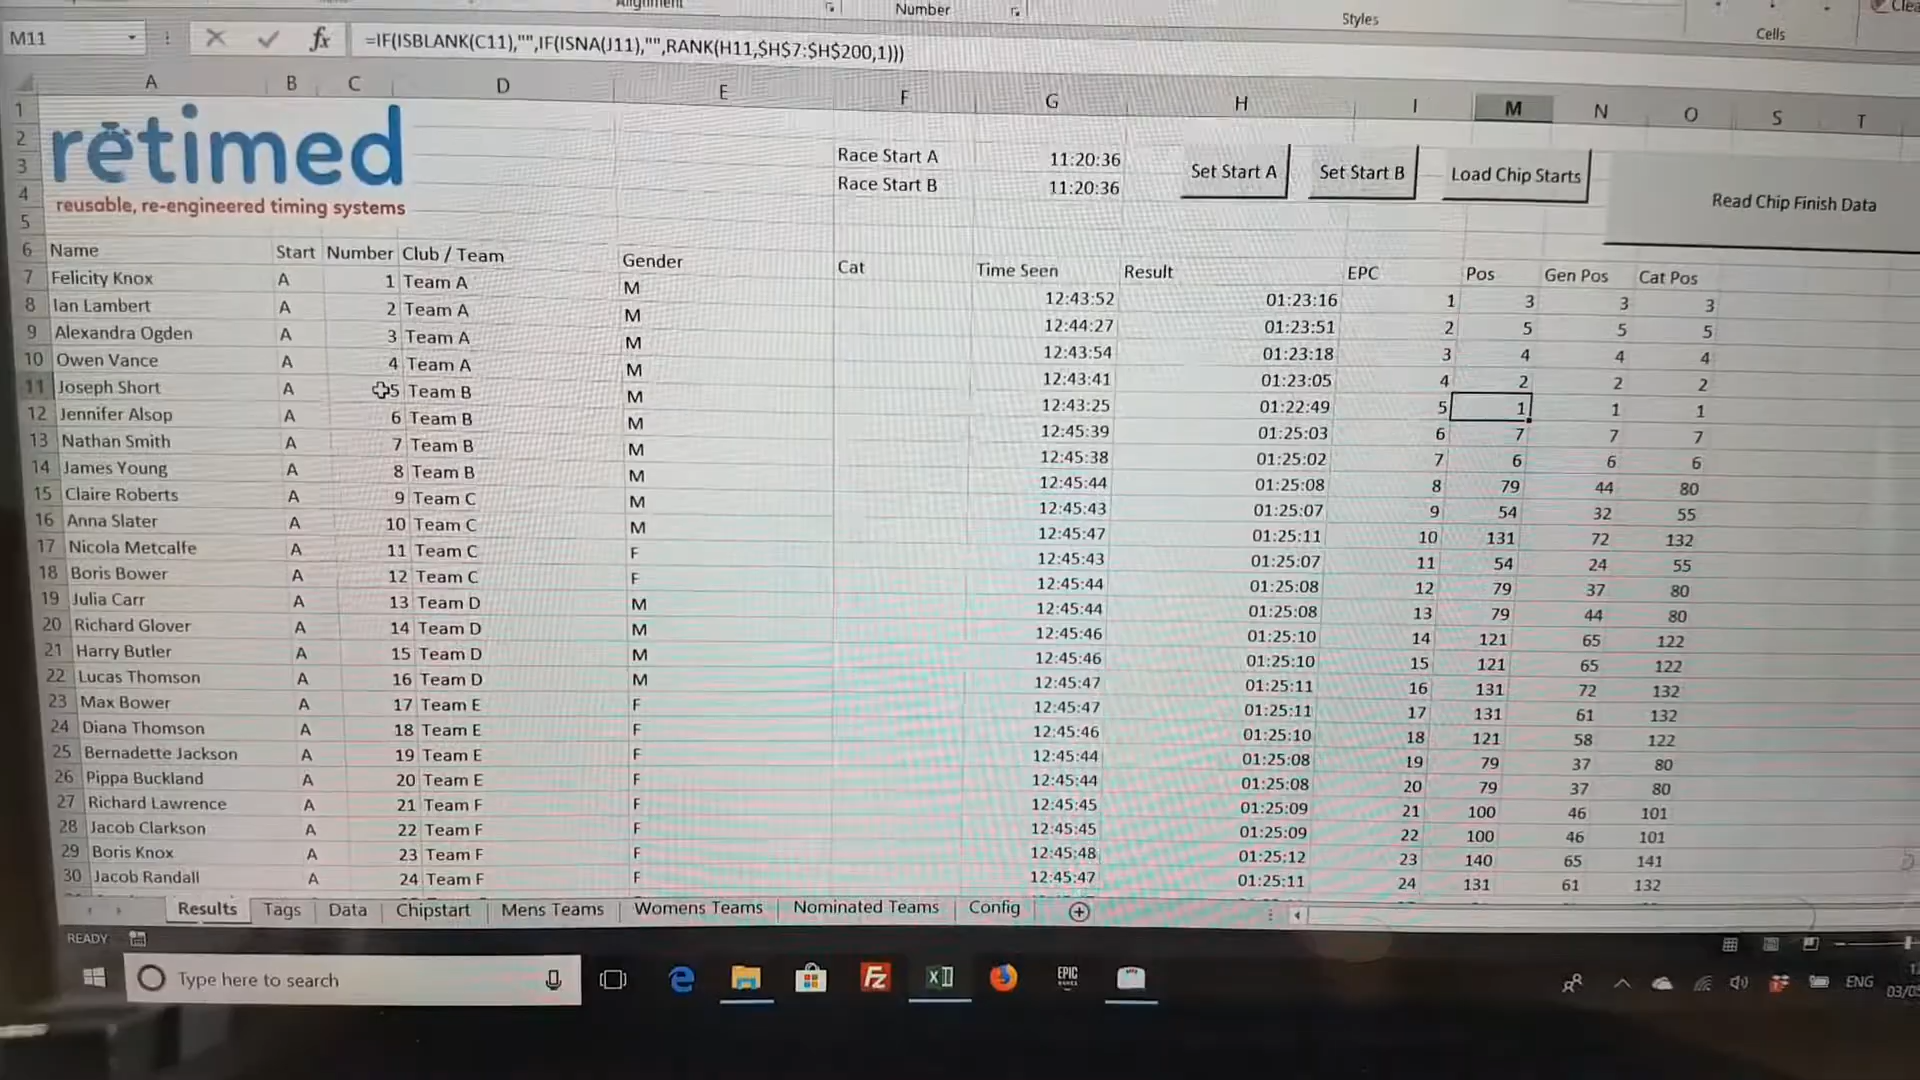 Alignment Number Styles Cells
M11 fx =IF(ISBLANK(C11),"",IF(ISNA(J11),"",RANK(H11,$H$7:$H$200,1)))
A B C D E F G H I M N O S T
1
2 retimed Race Start A 11:20:36 Set Start A Set Start B Load Chip Starts Read Chip Finish Data
3 Race Start B 11:20:36
4 reusable, re-engineered timing systems
5
6 Name Start Number Club / Team Gender Cat Time Seen Result EPC Pos Gen Pos Cat Pos
7 Felicity Knox A 1 Team A M 12:43:52 01:23:16 1 3 3 3
8 Ian Lambert A 2 Team A M 12:44:27 01:23:51 2 5 5 5
9 Alexandra Ogden A 3 Team A M 12:43:54 01:23:18 3 4 4 4
10 Owen Vance A 4 Team A M 12:43:41 01:23:05 4 2 2 2
11 Joseph Short A 5 Team B M 12:43:25 01:22:49 5 1 1 1
12 Jennifer Alsop A 6 Team B M 12:45:39 01:25:03 6 7 7 7
13 Nathan Smith A 7 Team B M 12:45:38 01:25:02 7 6 6 6
14 James Young A 8 Team B M 12:45:44 01:25:08 8 79 44 80
15 Claire Roberts A 9 Team C M 12:45:43 01:25:07 9 54 32 55
16 Anna Slater A 10 Team C M 12:45:47 01:25:11 10 131 72 132
17 Nicola Metcalfe A 11 Team C F 12:45:43 01:25:07 11 54 24 55
18 Boris Bower A 12 Team C F 12:45:44 01:25:08 12 79 37 80
19 Julia Carr A 13 Team D M 12:45:44 01:25:08 13 79 44 80
20 Richard Glover A 14 Team D M 12:45:46 01:25:10 14 121 65 122
21 Harry Butler A 15 Team D M 12:45:46 01:25:10 15 121 65 122
22 Lucas Thomson A 16 Team D M 12:45:47 01:25:11 16 131 72 132
23 Max Bower A 17 Team E F 12:45:47 01:25:11 17 131 61 132
24 Diana Thomson A 18 Team E F 12:45:46 01:25:10 18 121 58 122
25 Bernadette Jackson A 19 Team E F 12:45:44 01:25:08 19 79 37 80
26 Pippa Buckland A 20 Team E F 12:45:44 01:25:08 20 79 37 80
27 Richard Lawrence A 21 Team F F 12:45:45 01:25:09 21 100 46 101
28 Jacob Clarkson A 22 Team F F 12:45:45 01:25:09 22 100 46 101
29 Boris Knox A 23 Team F F 12:45:48 01:25:12 23 140 65 141
30 Jacob Randall A 24 Team F F 12:45:47 01:25:11 24 131 61 132
Results Tags Data Chipstart Mens Teams Womens Teams Nominated Teams Config
READY
Type here to search EPIC GAMES ENG